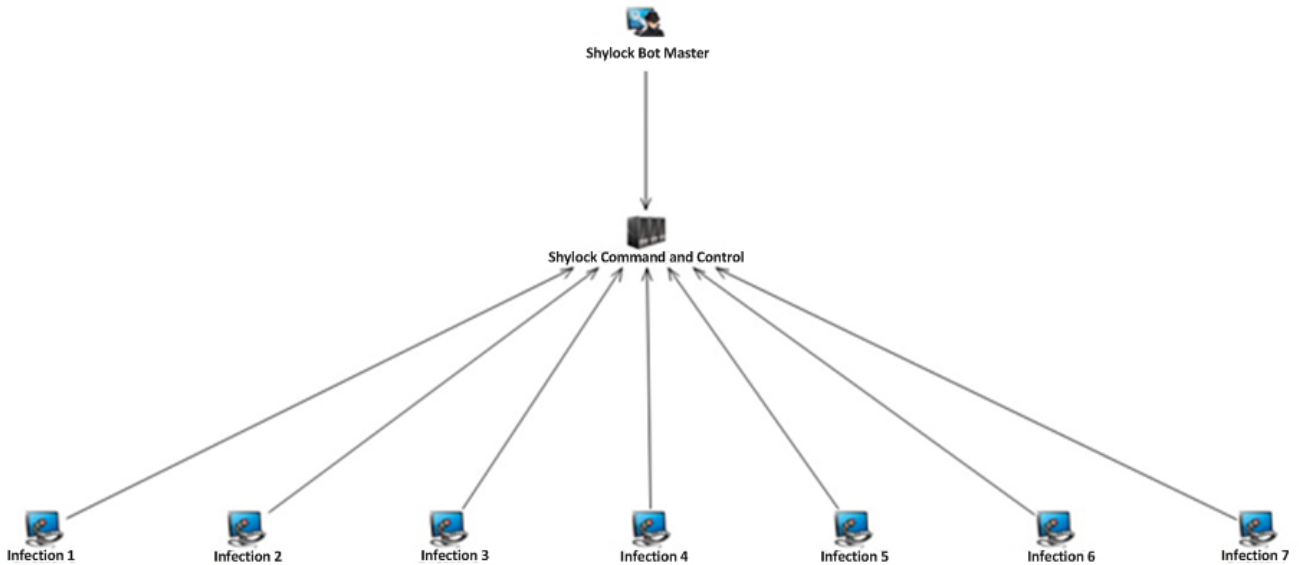 Shylock Bot Master
Shylock Command and Control
Infection 1
Infection 2
Infection 3
Infection 4
Infection 5
Infection 6
Infection 7